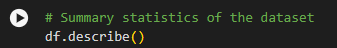 # Summary statistics of the dataset
df.describe()